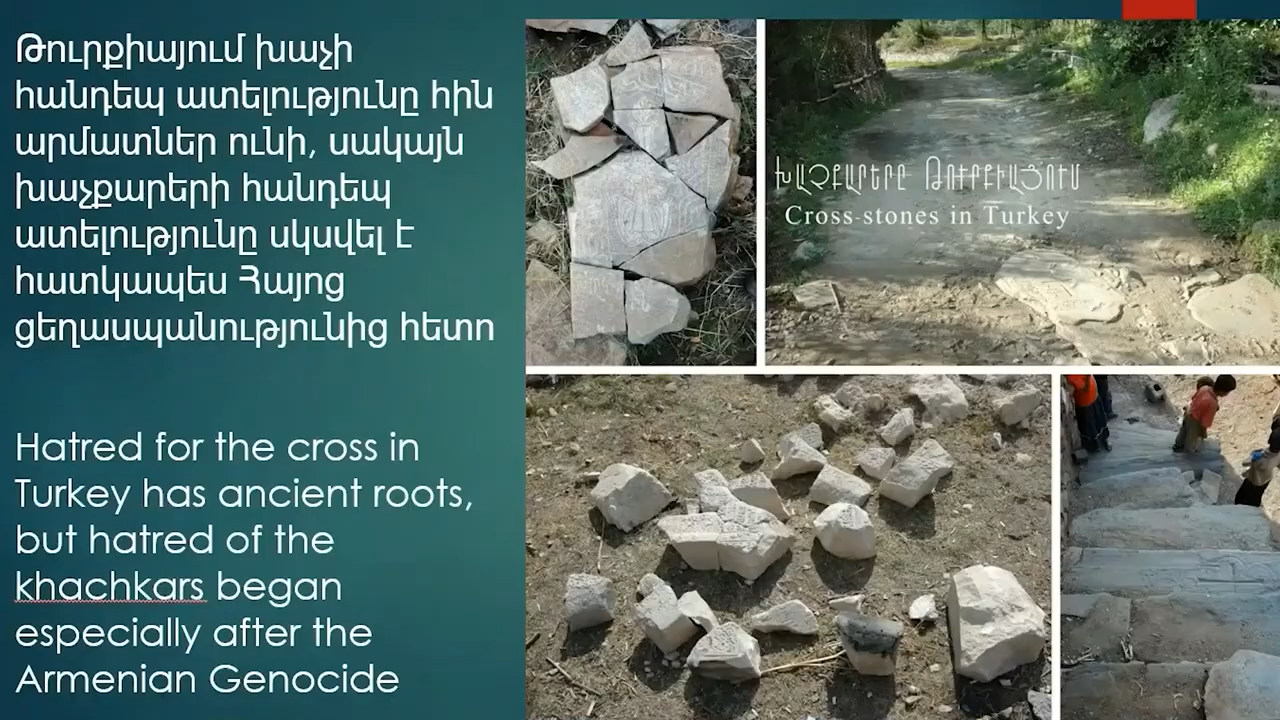 Թուրքիայում խաչի
հանդեպ ատելությունը հին
արմատներ ունի, սակայն
խաչքարերի հանդեպ
ատելությունը սկսվել է
հատկապես Հայոց
ցեղասպանությունից հետո
Hatred for the cross in
Turkey has ancient roots,
but hatred of the
khachkars began
especially after the
Armenian Genocide
ԽԱՉՔԱՐԵՐԸ ԹՈՒՐՔԻԱՅՈՒՄ
Cross-stones in Turkey